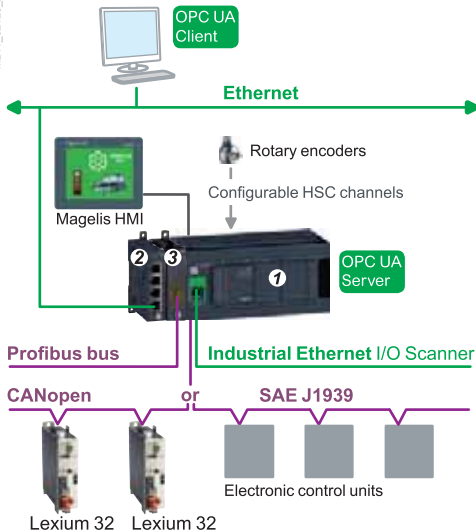 OPC UA
Client
Ethernet
Rotary encoders
Configurable HSC channels
Magelis HMI
2
3
1
OPC UA
Server
Profibus bus
Industrial Ethernet I/O Scanner
CANopen
or
SAE J1939
Electronic control units
Lexium 32
Lexium 32